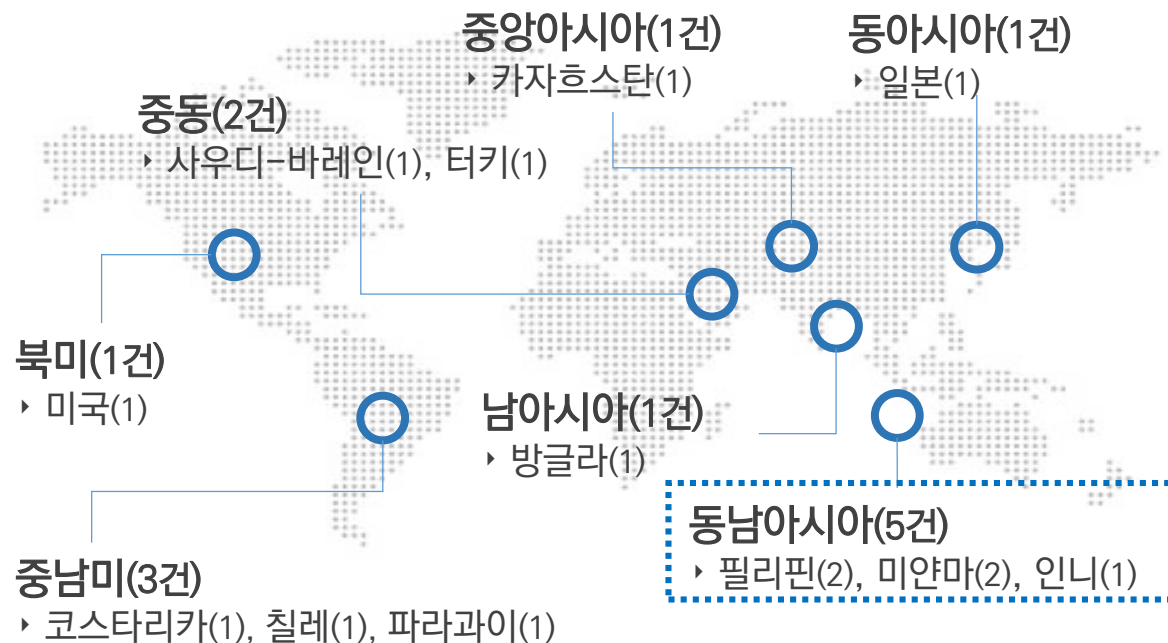 중앙아시아(1건)
‣ 카자흐스탄(1)
동아시아(1건)
‣ 일본(1)
중동(2건)
‣ 사우디-바레인(1), 터키(1)
북미(1건)
‣ 미국(1)
남아시아(1건)
‣ 방글라(1)
동남아시아(5건)
‣ 필리핀(2), 미얀마(2), 인니(1)
중남미(3건)
‣ 코스타리카(1), 칠레(1), 파라과이(1)